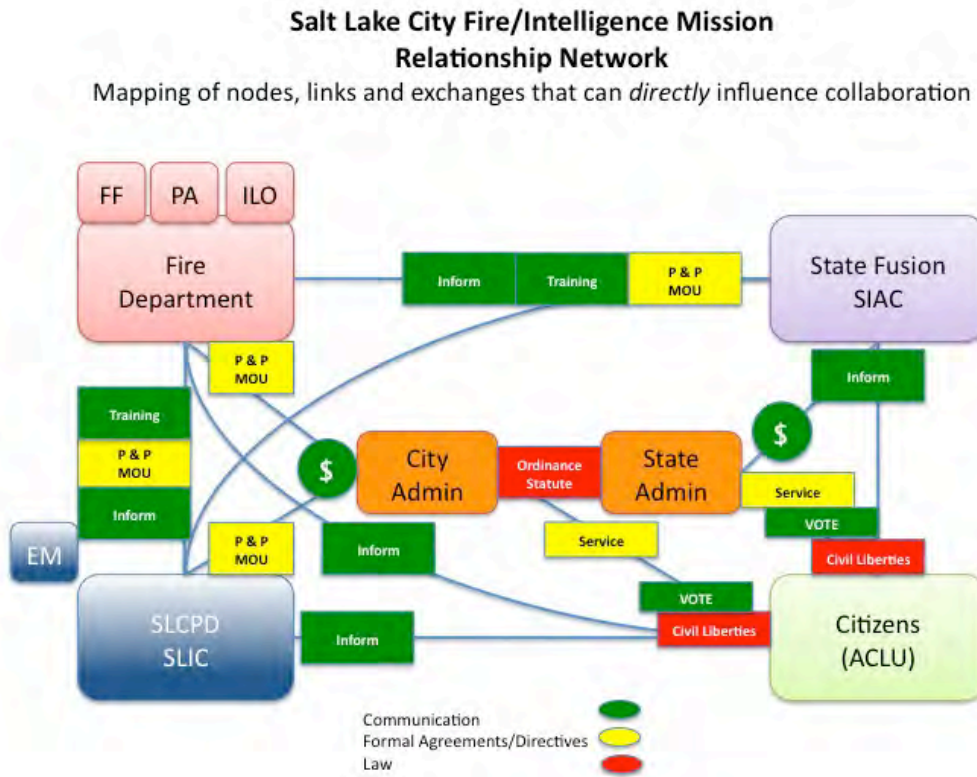 Salt Lake City Fire/Intelligence Mission
Relationship Network
Mapping of nodes, links and exchanges that can directly influence collaboration
FF
PA
ILO
Fire
Department
Inform
Training
P & P
MOU
State Fusion
SIAC
P & P
MOU
Inform
Training
P & P
MOU
Inform
$
City
Admin
Ordinance
Statute
State
Admin
$
Service
VOTE
Civil Liberties
EM
P & P
MOU
Inform
Service
VOTE
Civil Liberties
SLCPD
SLIC
Inform
Citizens
(ACLU)
Communication
Formal Agreements/Directives
Law